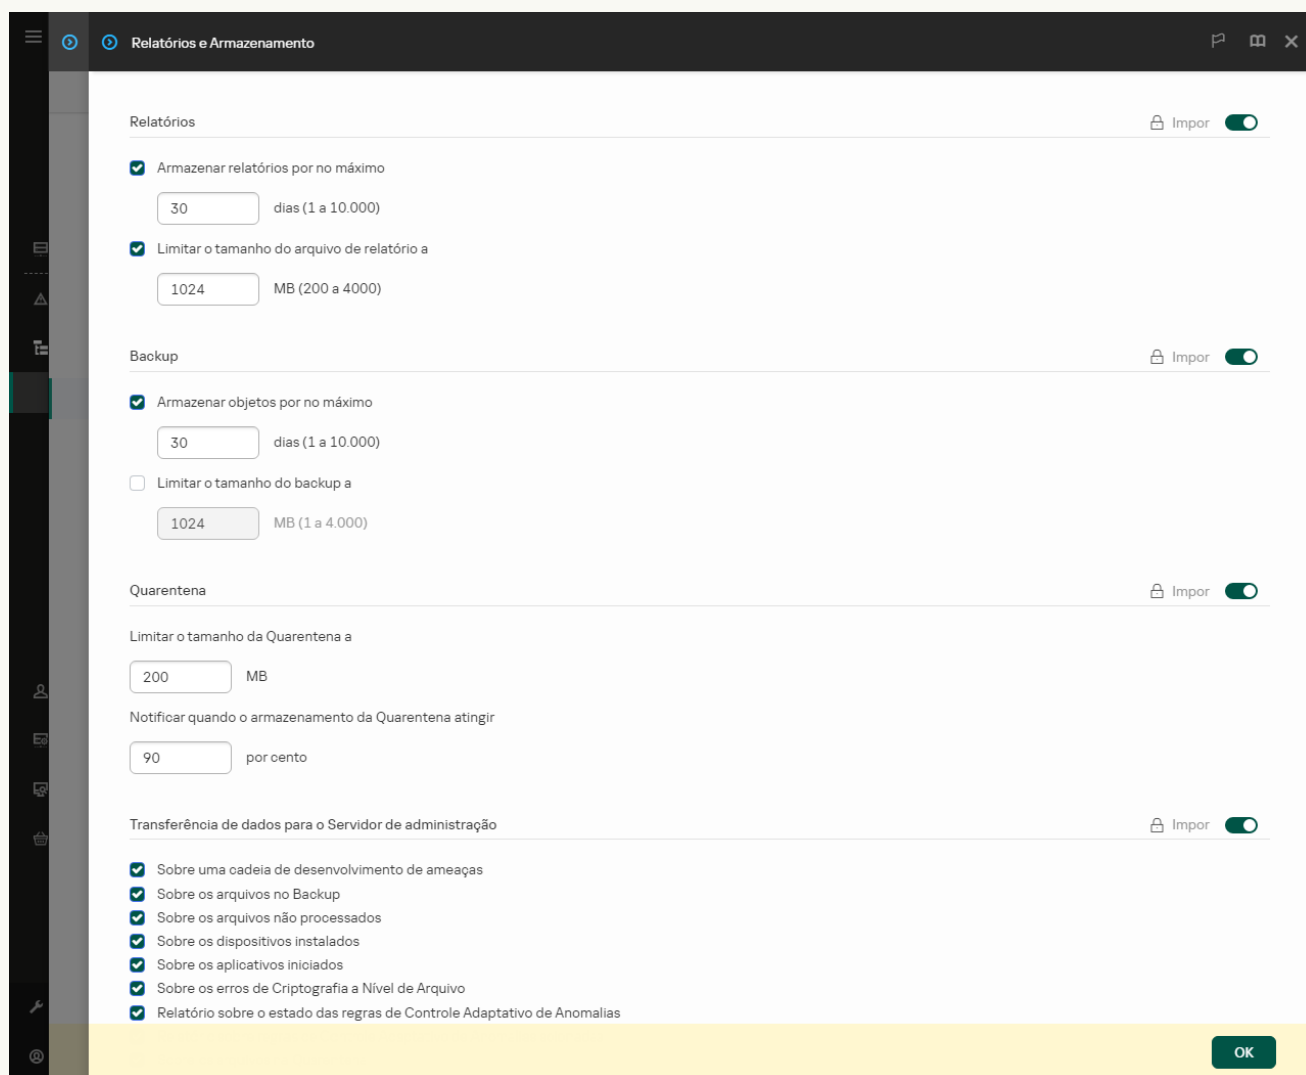 Relatórios e Armazenamento
Relatórios Impor
Armazenar relatórios por no máximo
30 dias (1 a 10.000)
Limitar o tamanho do arquivo de relatório a
1024 MB (200 a 4000)
Backup Impor
Armazenar objetos por no máximo
30 dias (1 a 10.000)
Limitar o tamanho do backup a
1024 MB (1 a 4.000)
Quarentena Impor
Limitar o tamanho da Quarentena a
200 MB
Notificar quando o armazenamento da Quarentena atingir
90 por cento
Transferência de dados para o Servidor de administração Impor
Sobre uma cadeia de desenvolvimento de ameaças
Sobre os arquivos no Backup
Sobre os arquivos não processados
Sobre os dispositivos instalados
Sobre os aplicativos iniciados
Sobre os erros de Criptografia a Nível de Arquivo
Relatório sobre o estado das regras de Controle Adaptativo de Anomalias
OK